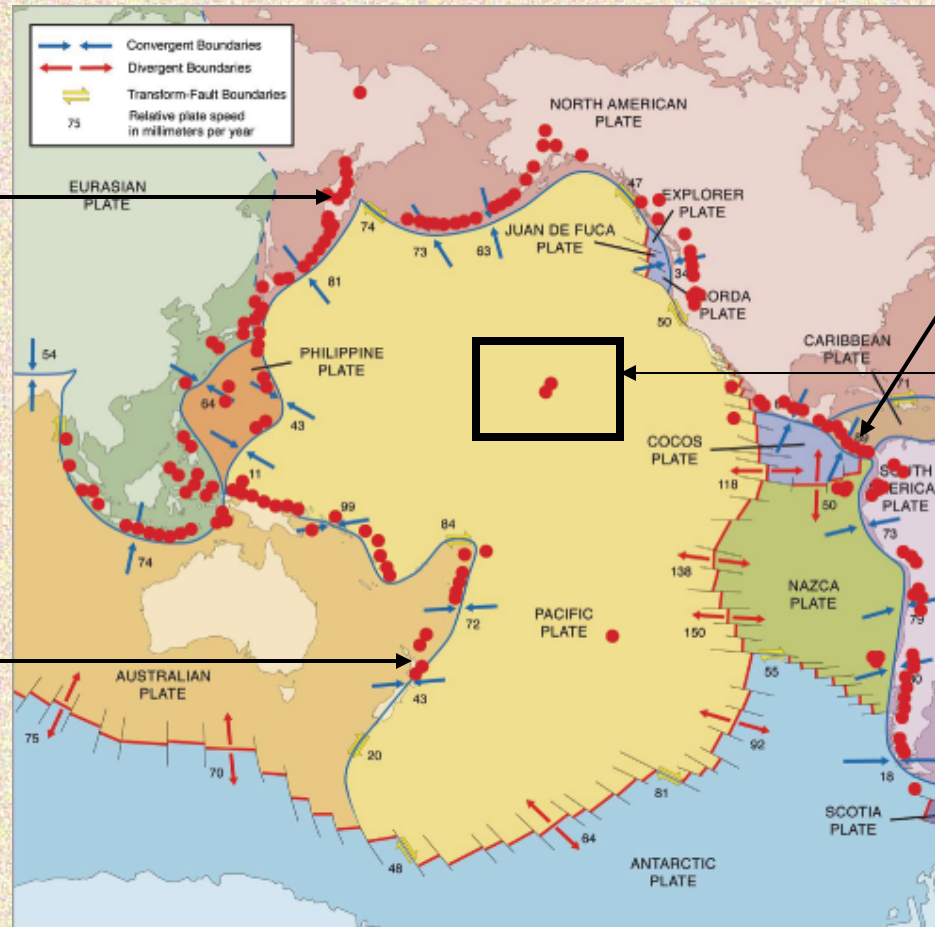 Convergent Boundaries
Divergent Boundaries
Transform-Fault Boundaries
75
Relative plate speed
in millimeters per year
NORTH AMERICAN
PLATE
EURASIAN
PLATE
47
EXPLORER
PLATE
JUAN DE FUCA
PLATE
74
73
63
81
34
ORDA
PLATE
50
54
PHILIPPINE
PLATE
CARIBBEAN
PLATE
71
64
43
COCOS
PLATE
11
118
50
SOUTH
AMERICAN
PLATE
99
84
73
74
138
NAZCA
PLATE
PACIFIC
PLATE
72
150
79
55
AUSTRALIAN
PLATE
43
75
70
20
92
18
81
SCOTIA
PLATE
64
48
ANTARCTIC
PLATE